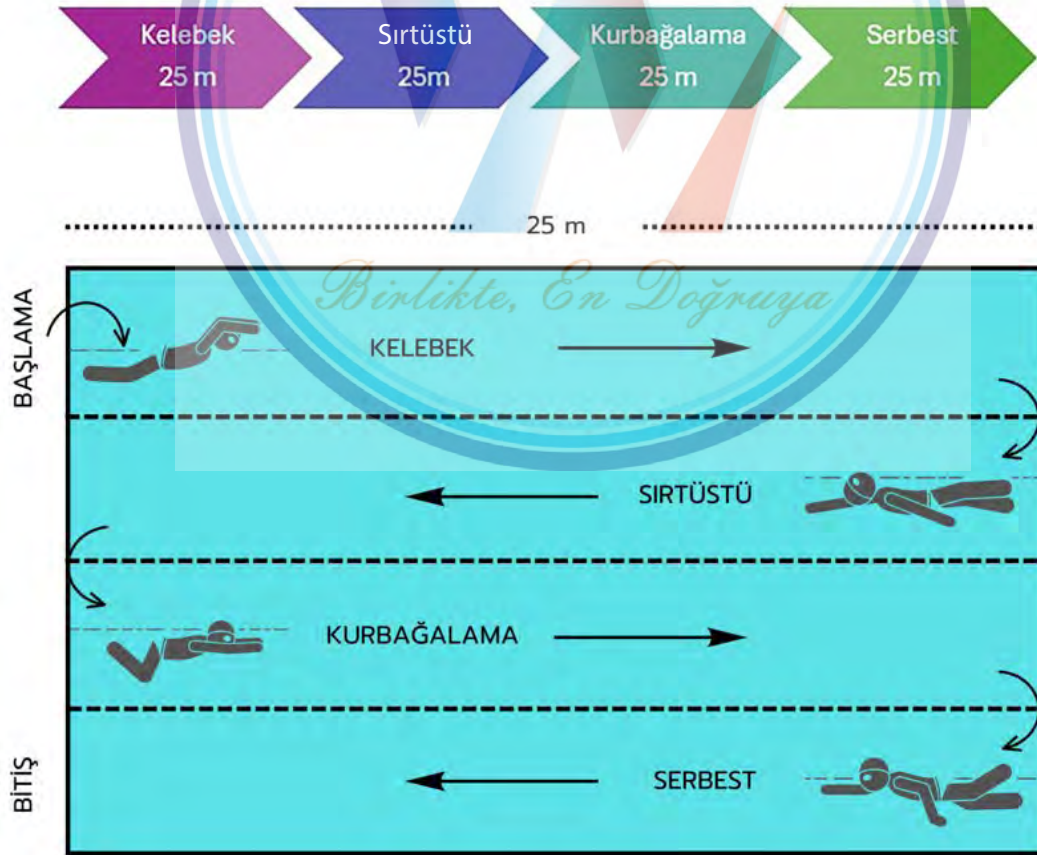 Kelebek
25 m
Sırtüstü
25m
Kurbağalama
25 m
Serbest
25 m
25 m
Birlikte, En Doğruya
BAŞLAMA
KELEBEK
SIRTÜSTÜ
KURBAĞALAMA
BİTİŞ
SERBEST